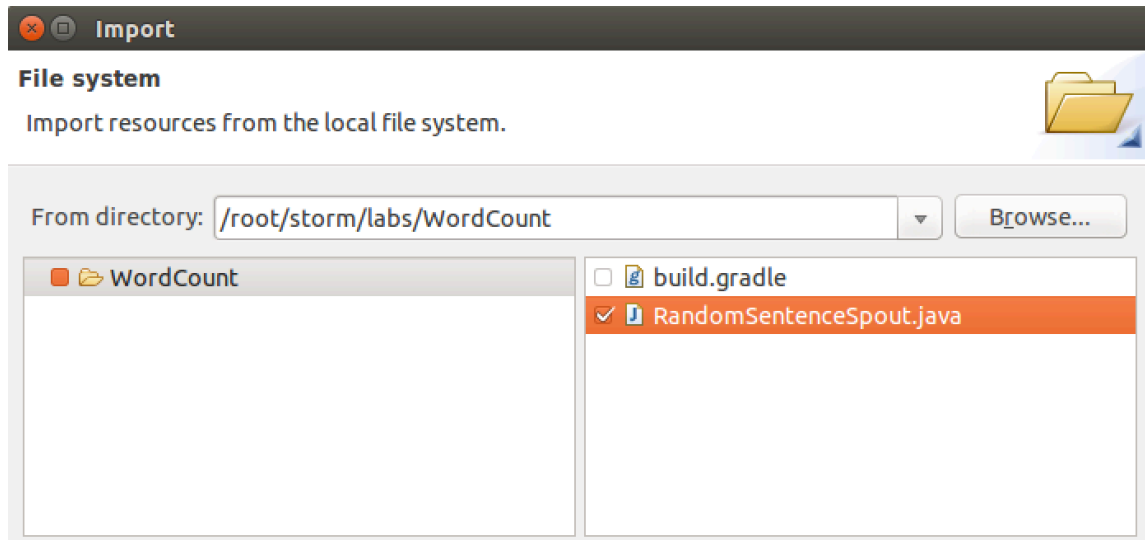 Import
File system
Import resources from the local file system.
From directory: /root/storm/labs/WordCount Browse...
WordCount
build.gradle
RandomSentenceSpout.java